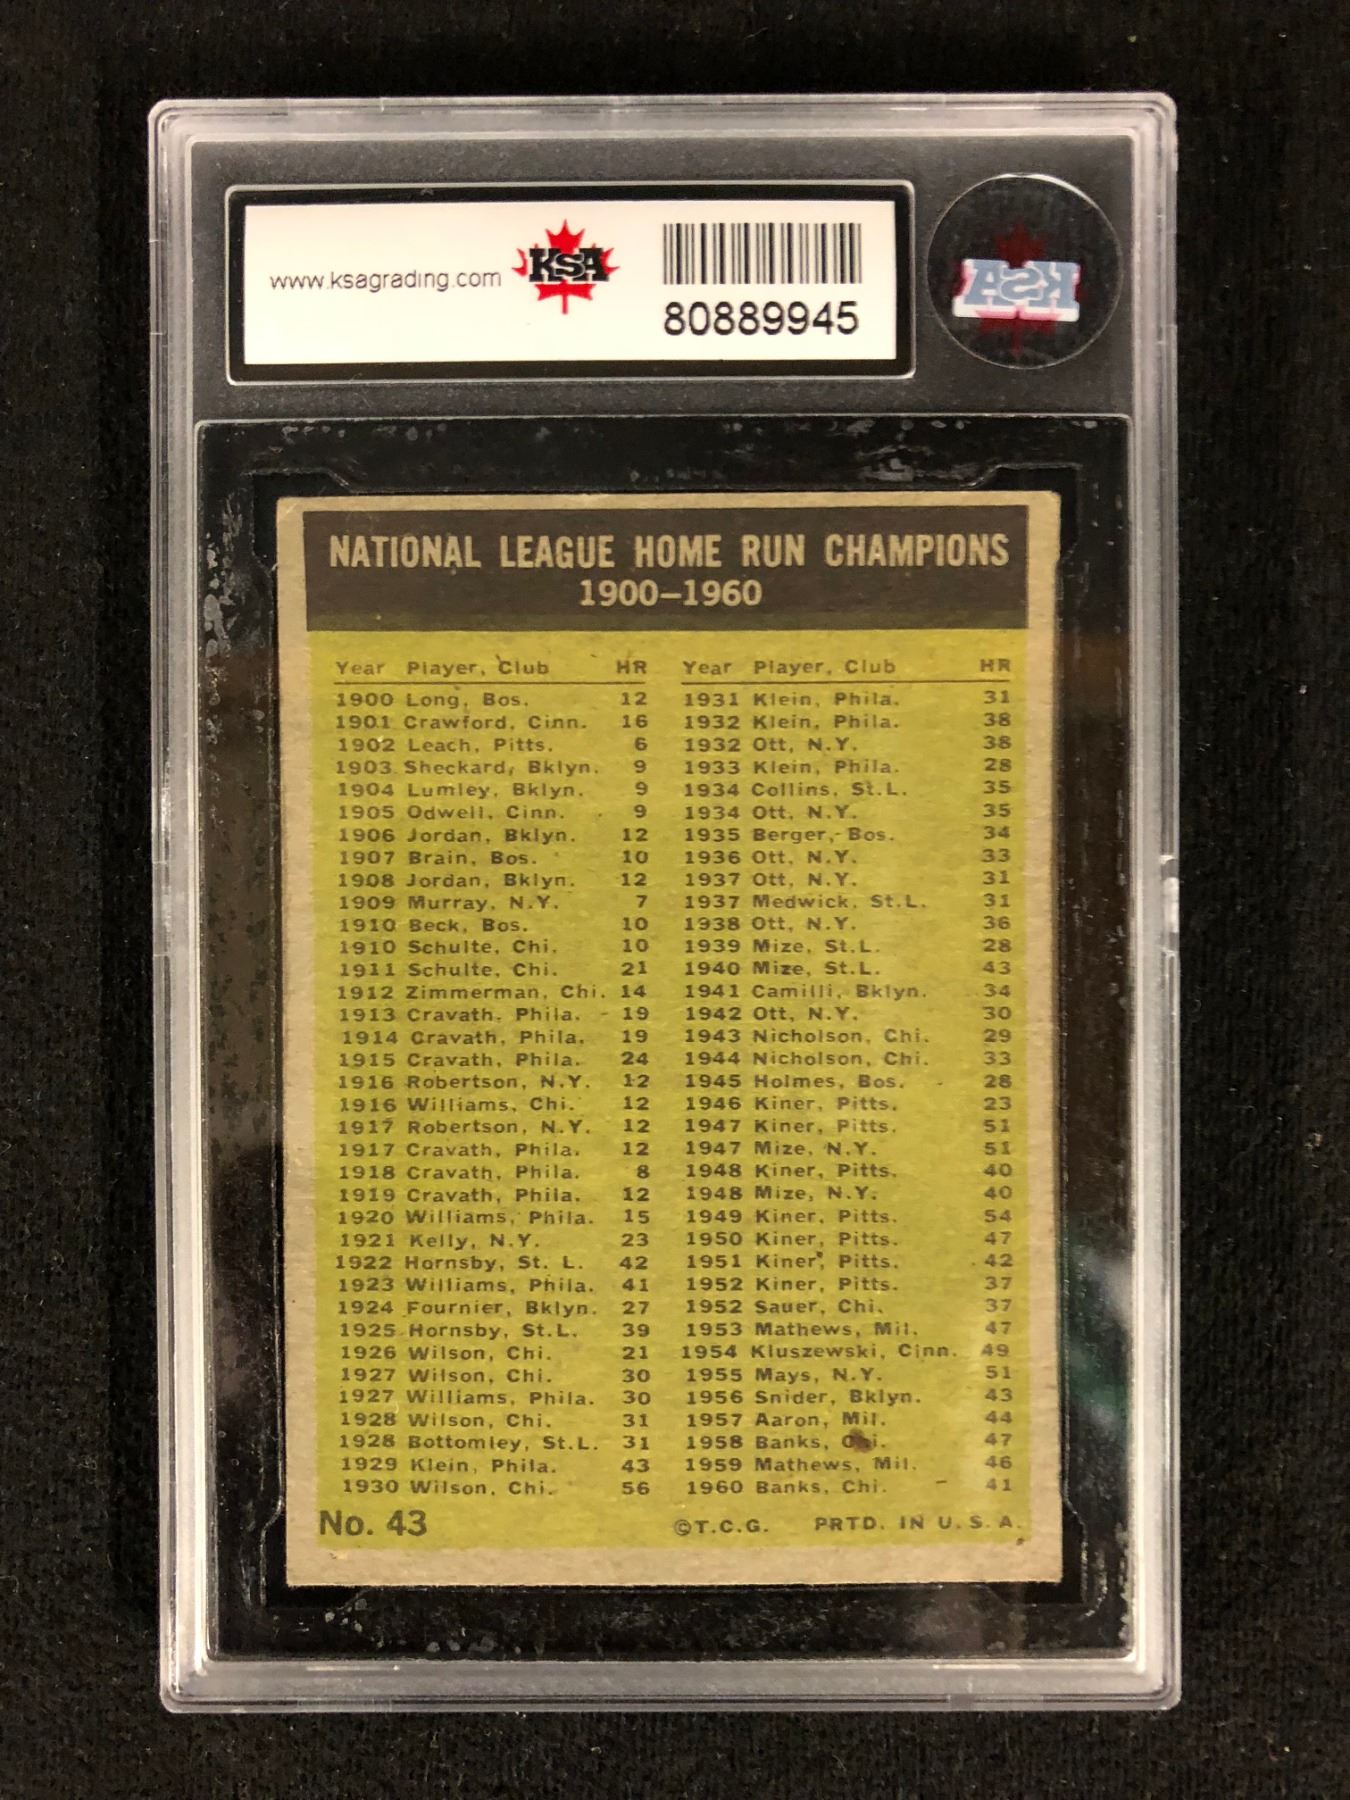 www.ksagrading.com
KSA
80889945
KSA
NATIONAL LEAGUE HOME RUN CHAMPIONS
1900–1960
Year Player, Club HR
1900 Long, Bos. 12
1901 Crawford, Cinn. 16
1902 Leach, Pitts. 6
1903 Sheckard, Bklyn. 9
1904 Lumley, Bklyn. 9
1905 Odwell, Cinn. 9
1906 Jordan, Bklyn. 12
1907 Brain, Bos. 10
1908 Jordan, Bklyn. 12
1909 Murray, N.Y. 7
1910 Beck, Bos. 10
1910 Schulte, Chi. 10
1911 Schulte, Chi. 21
1912 Zimmerman, Chi. 14
1913 Cravath, Phila. 19
1914 Cravath, Phila. 19
1915 Cravath, Phila. 24
1916 Robertson, N.Y. 12
1916 Williams, Chi. 12
1917 Robertson, N.Y. 12
1917 Cravath, Phila. 12
1918 Cravath, Phila. 8
1919 Cravath, Phila. 12
1920 Williams, Phila. 15
1921 Kelly, N.Y. 23
1922 Hornsby, St. L. 42
1923 Williams, Phila. 41
1924 Fournier, Bklyn. 27
1925 Hornsby, St.L. 39
1926 Wilson, Chi. 21
1927 Wilson, Chi. 30
1927 Williams, Phila. 30
1928 Wilson, Chi. 31
1928 Bottomley, St.L. 31
1929 Klein, Phila. 43
1930 Wilson, Chi. 56
Year Player, Club HR
1931 Klein, Phila. 31
1932 Klein, Phila. 38
1932 Ott, N.Y. 38
1933 Klein, Phila. 28
1934 Collins, St.L. 35
1934 Ott, N.Y. 35
1935 Berger, Bos. 34
1936 Ott, N.Y. 33
1937 Ott, N.Y. 31
1937 Medwick, St.L. 31
1938 Ott, N.Y. 36
1939 Mize, St.L. 28
1940 Mize, St.L. 43
1941 Camilli, Bklyn. 34
1942 Ott, N.Y. 30
1943 Nicholson, Chi. 29
1944 Nicholson, Chi. 33
1945 Holmes, Bos. 28
1946 Kiner, Pitts. 23
1947 Kiner, Pitts. 51
1947 Mize, N.Y. 51
1948 Kiner, Pitts. 40
1948 Mize, N.Y. 40
1949 Kiner, Pitts. 54
1950 Kiner, Pitts. 47
1951 Kiner, Pitts. 42
1952 Kiner, Pitts. 37
1952 Sauer, Chi. 37
1953 Mathews, Mil. 47
1954 Kluszewski, Cinn. 49
1955 Mays, N.Y. 51
1956 Snider, Bklyn. 43
1957 Aaron, Mil. 44
1958 Banks, Chi. 47
1959 Mathews, Mil. 46
1960 Banks, Chi. 41
No. 43
©T.C.G. PRTD. IN U.S.A.